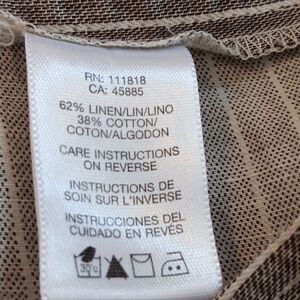 RN: 111818
CA: 45885
62% LINEN/LIN/LINO
38% COTTON/
COTON/ALGODON
CARE INSTRUCTIONS
ON REVERSE
INSTRUCTIONS DE
SOIN SUR L'INVERSE
INSTRUCCIONES DEL
CUIDADO EN REVÉS
30°C